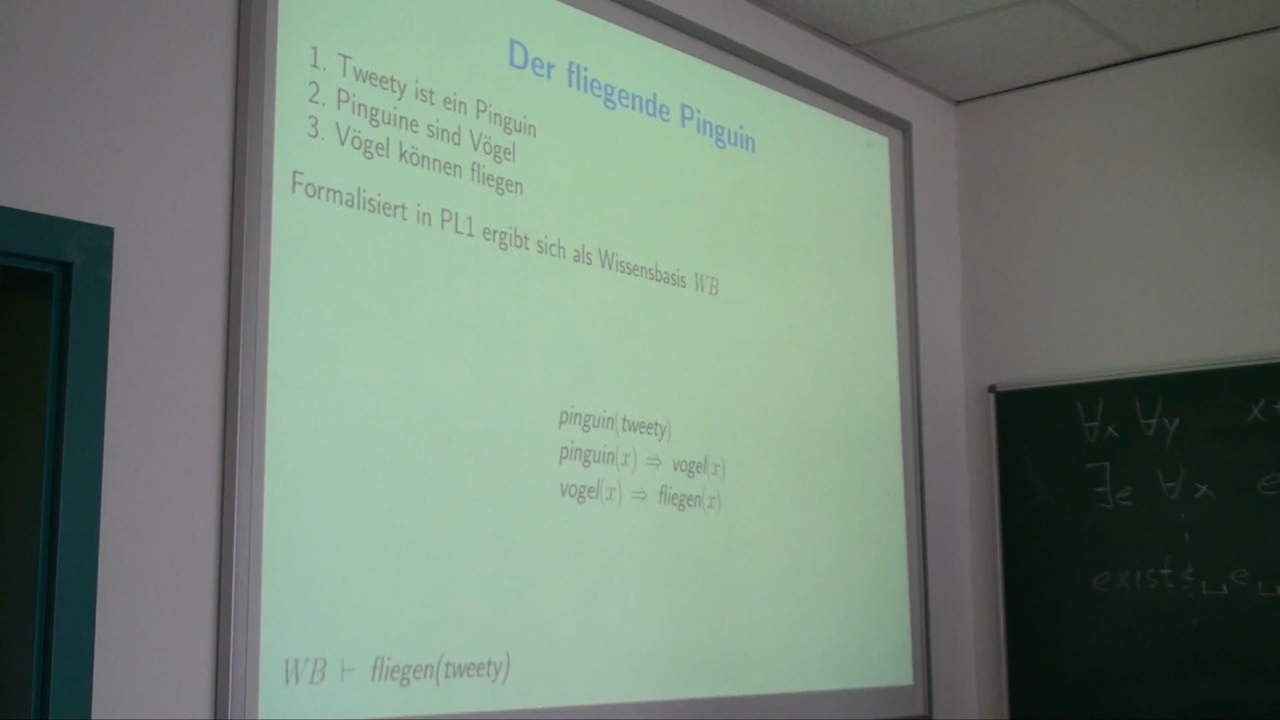 Der fliegende Pinguin
1. Tweety ist ein Pinguin
2. Pinguine sind Vögel
3. Vögel können fliegen
Formalisiert in PL1 ergibt sich als Wissensbasis WB
pinguin(tweety)
pinguin(x) ⇒ vogel(x)
vogel(x) ⇒ fliegen(x)
WB ⊢ fliegen(tweety)
∀x ∀y x
∃e ∀x e
exists␣e␣